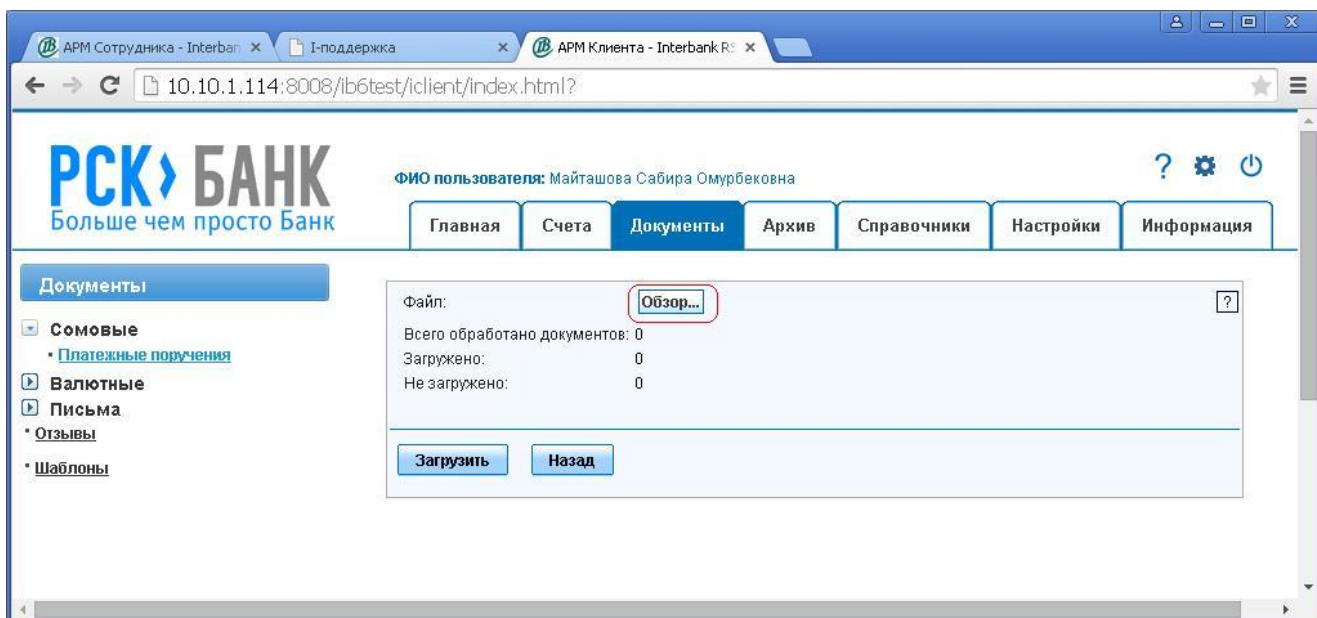 АРМ Сотрудника - Interban
I-поддержка
АРМ Клиента - Interbank RS
10.10.1.114:8008/ib6test/iclient/index.html?
РСК БАНК
Больше чем просто Банк
ФИО пользователя: Майташова Сабира Омурбековна
?
Главная Счета Документы Архив Справочники Настройки Информация
Документы
Сомовые
Платежные поручения
Валютные
Письма
Отзывы
Шаблоны
Файл: Обзор... ?
Всего обработано документов: 0
Загружено: 0
Не загружено: 0
Загрузить Назад